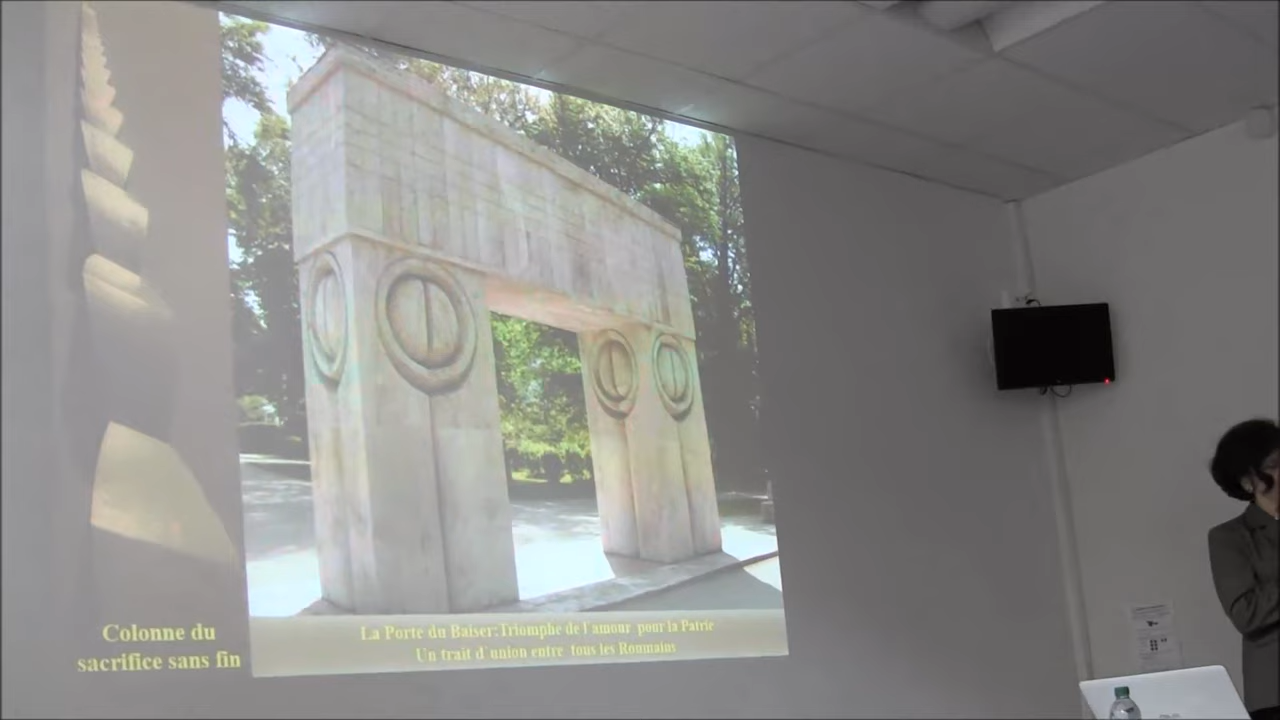 Colonne du
sacrifice sans fin
La Porte du Baiser:Triomphe de l'amour pour la Patrie
Un trait d'union entre tous les Roumains